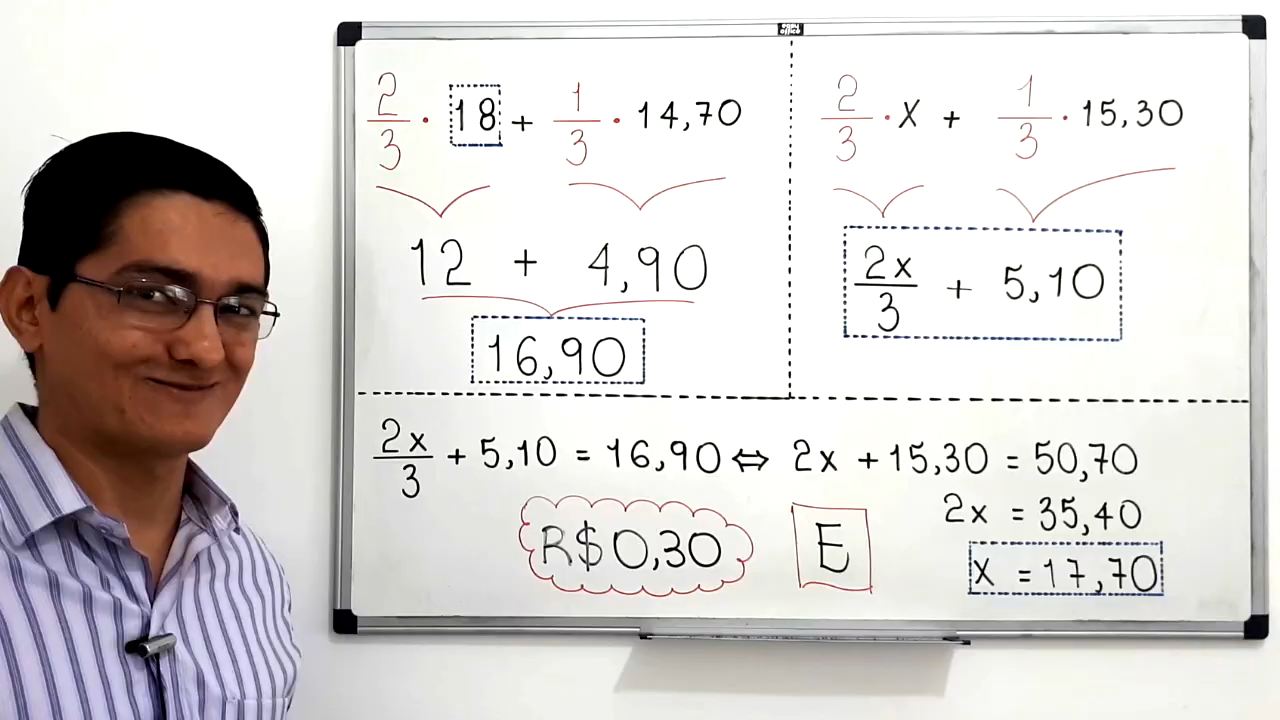 easy office
2/3 · 18 + 1/3 · 14,70
12 + 4,90
16,90
2/3 · x + 1/3 · 15,30
2x/3 + 5,10
2x/3 + 5,10 = 16,90 ⇔ 2x + 15,30 = 50,70
2x = 35,40
x = 17,70
R$0,30
E